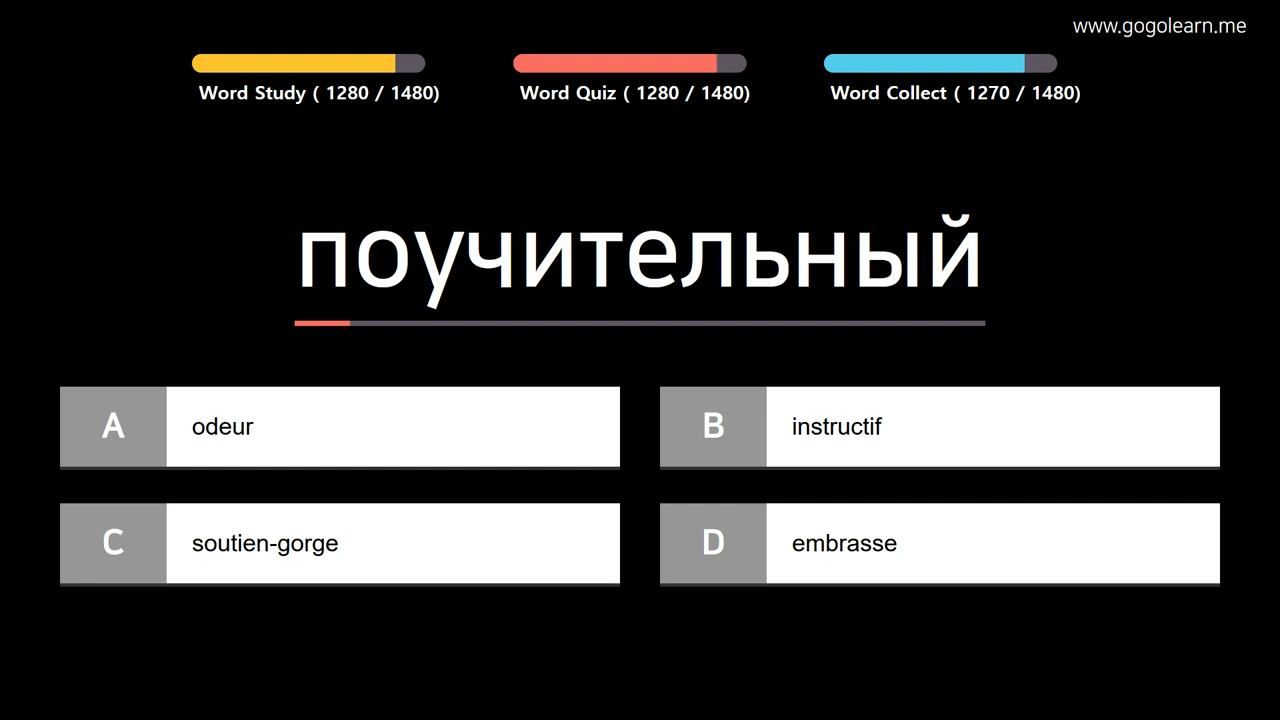 www.gogolearn.me
Word Study ( 1280 / 1480)
Word Quiz ( 1280 / 1480)
Word Collect ( 1270 / 1480)
поучительный
A odeur
B instructif
C soutien-gorge
D embrasse